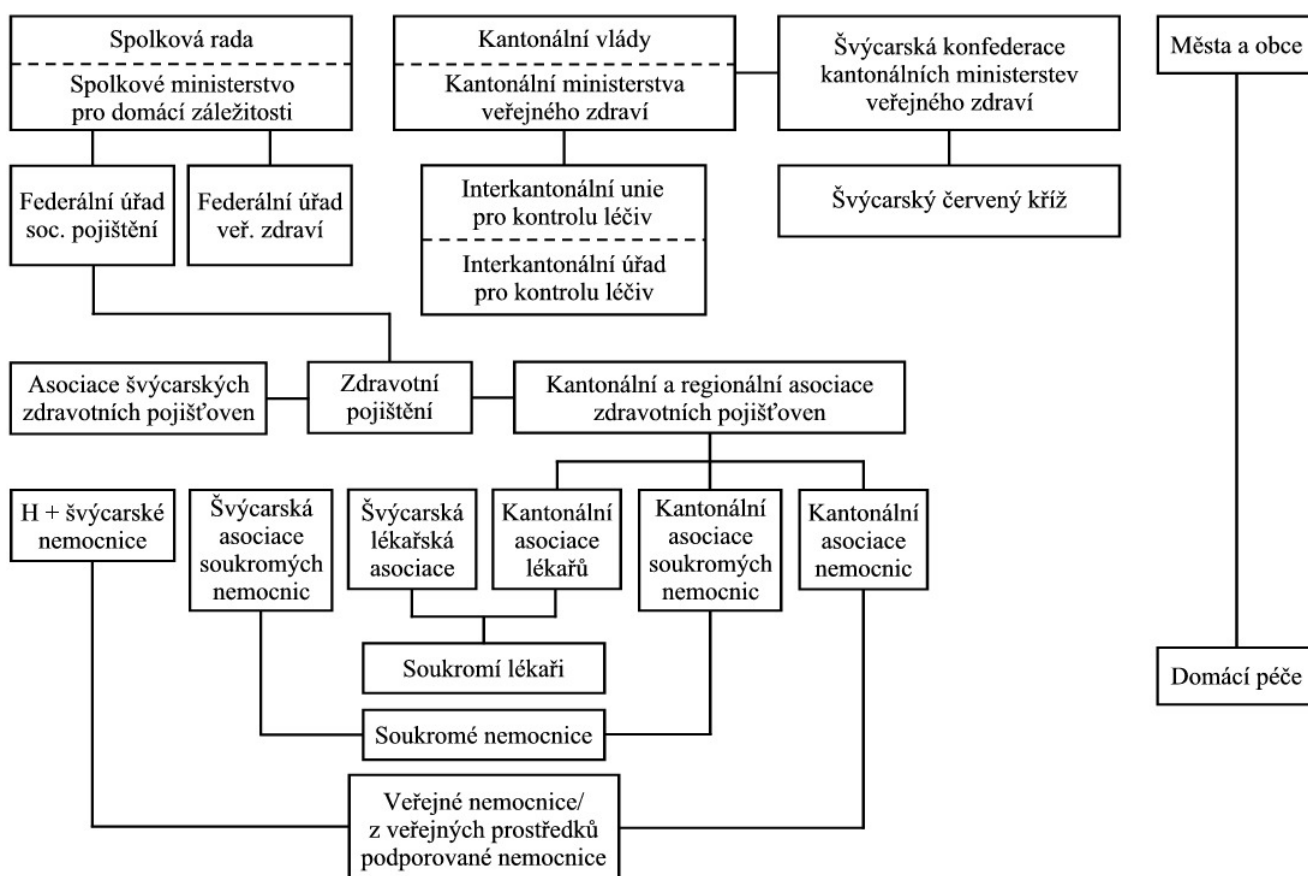 Spolková rada
Spolkové ministerstvo
pro domácí záležitosti
Kantonální vlády
Kantonální ministrava
veřejného zdraví
Švýcarská konfederace
kantonálních ministerstev
veřejného zdraví
Města a obce
Federální úřad
soc. pojištění
Federální úřad
veř. zdraví
Interkantonální unie
pro kontrolu léčiv
Interkantonální úřad
pro kontrolu léčiv
Švýcarský červený kříž
Asociace švýcarských
zdravotních pojišťoven
Zdravotní
pojištění
Kantonální a regionální asociace
zdravotních pojišťoven
H + švýcarské
nemocnice
Švýcarská
asociace
soukromých
nemocnic
Švýcarská
lékařská
asociace
Kantonální
asociace
lékařů
Kantonální
asociace
soukromých
nemocnic
Kantonální
asociace
nemocnic
Soukromí lékaři
Domácí péče
Soukromé nemocnice
Veřejné nemocnice/
z veřejných prostředků
podporované nemocnice